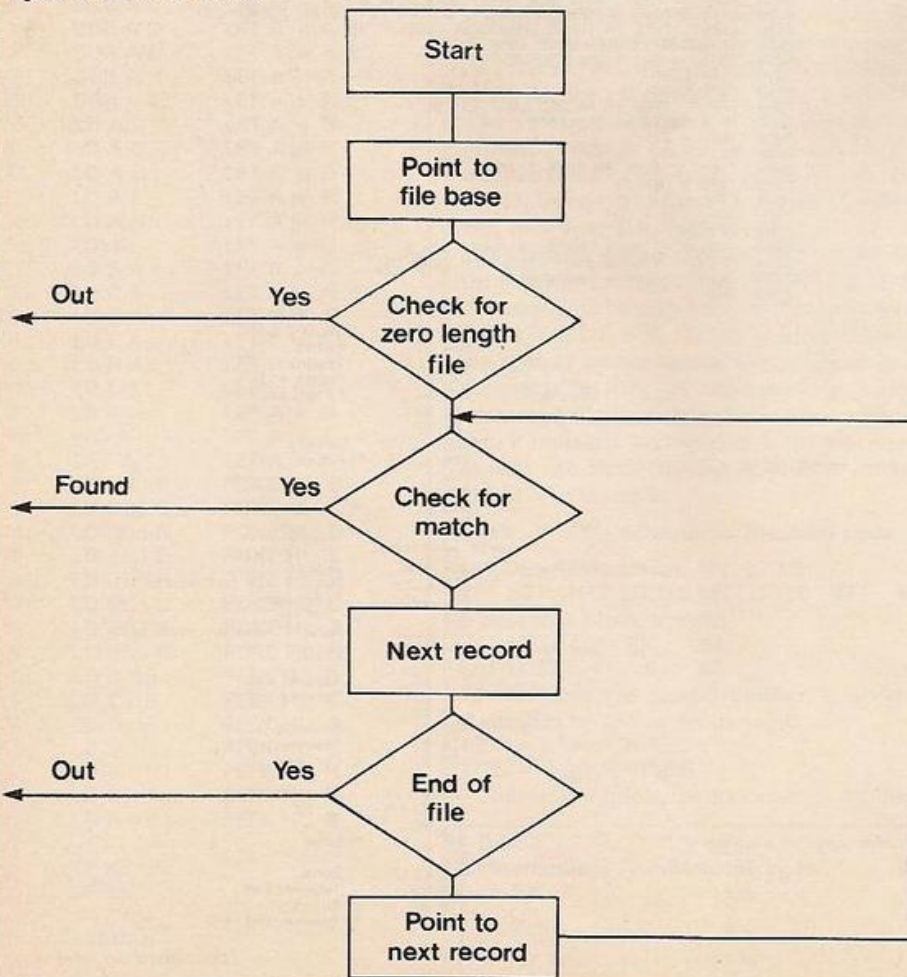 Start
Point to
file base
Out
Yes
Check for
zero length
file
Found
Yes
Check for
match
Next record
Out
Yes
End of
file
Point to
next record